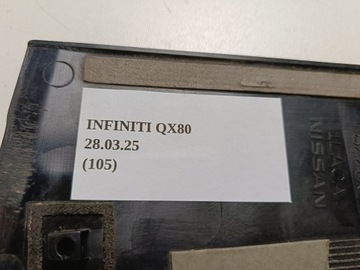 INFINITI QX80
28.03.25
(105)
NISSAN